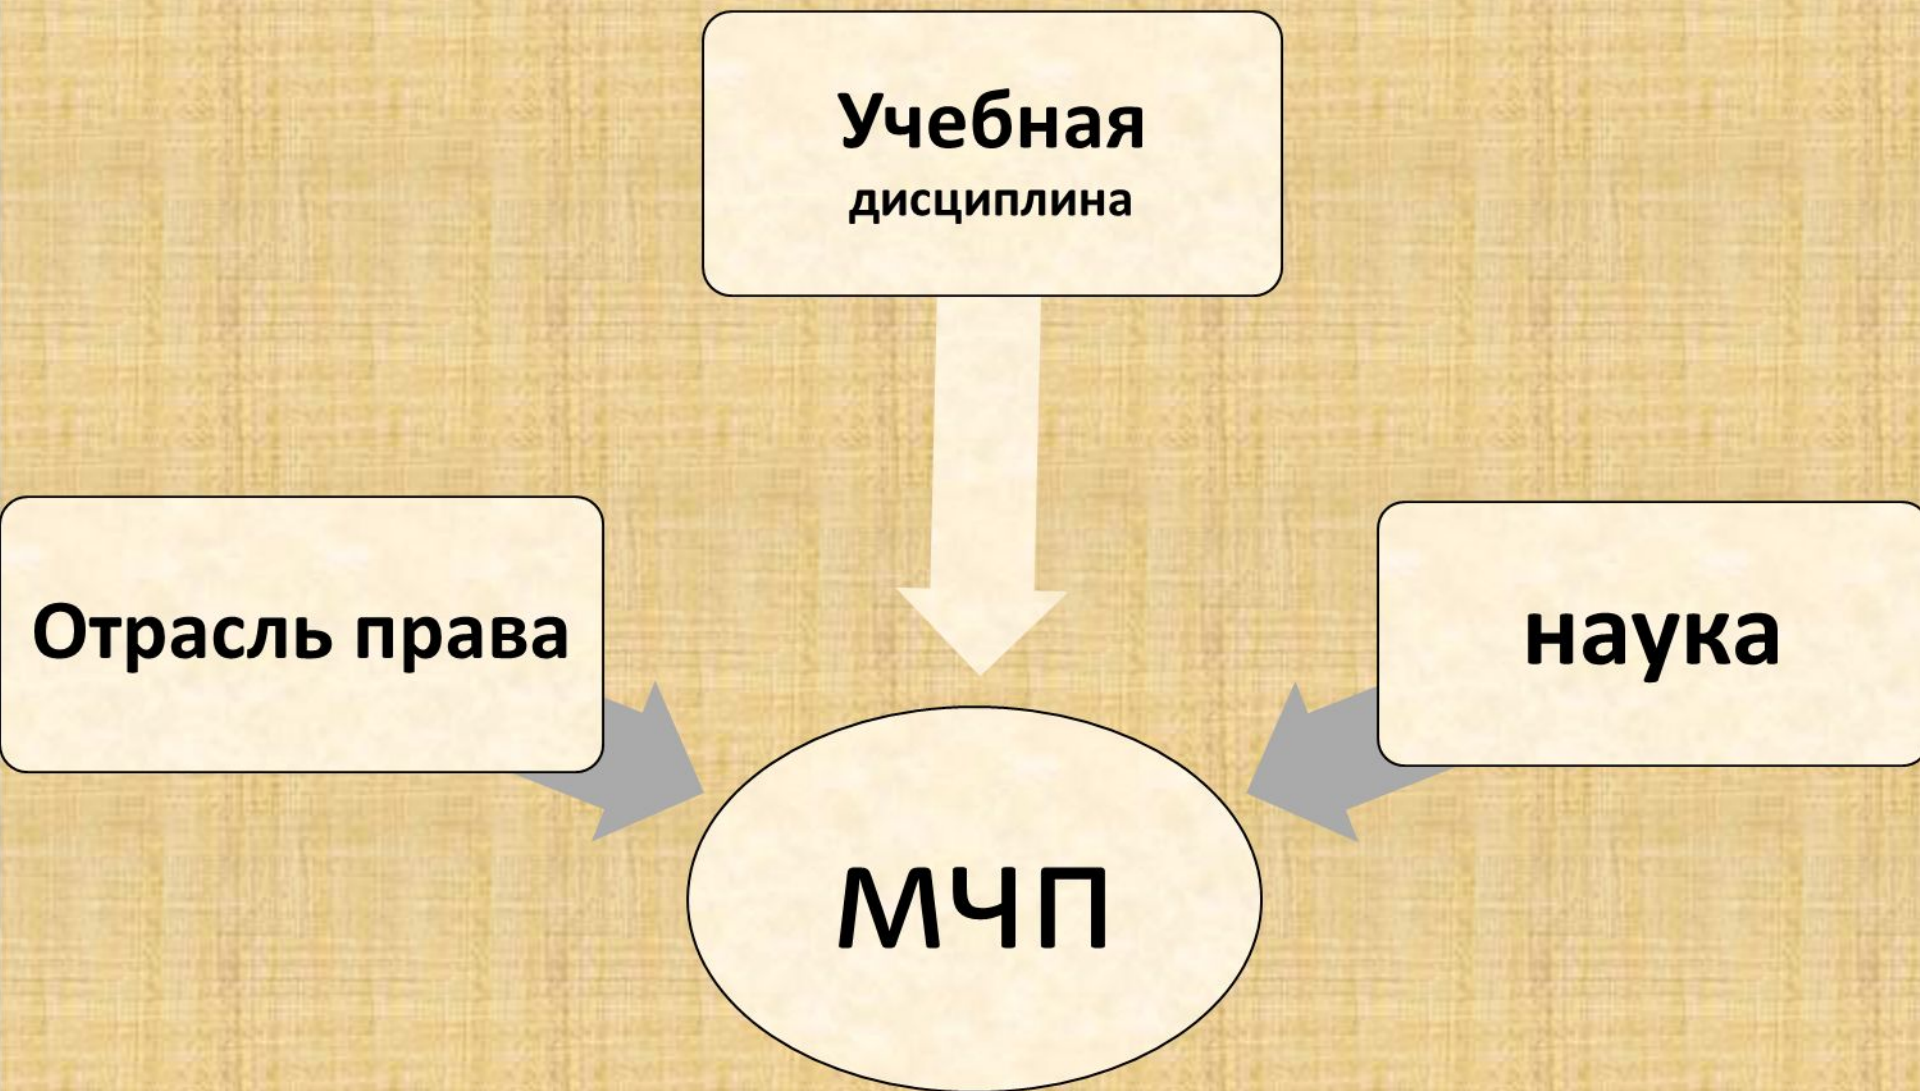 Учебная
дисциплина
Отрасль права
наука
МЧП